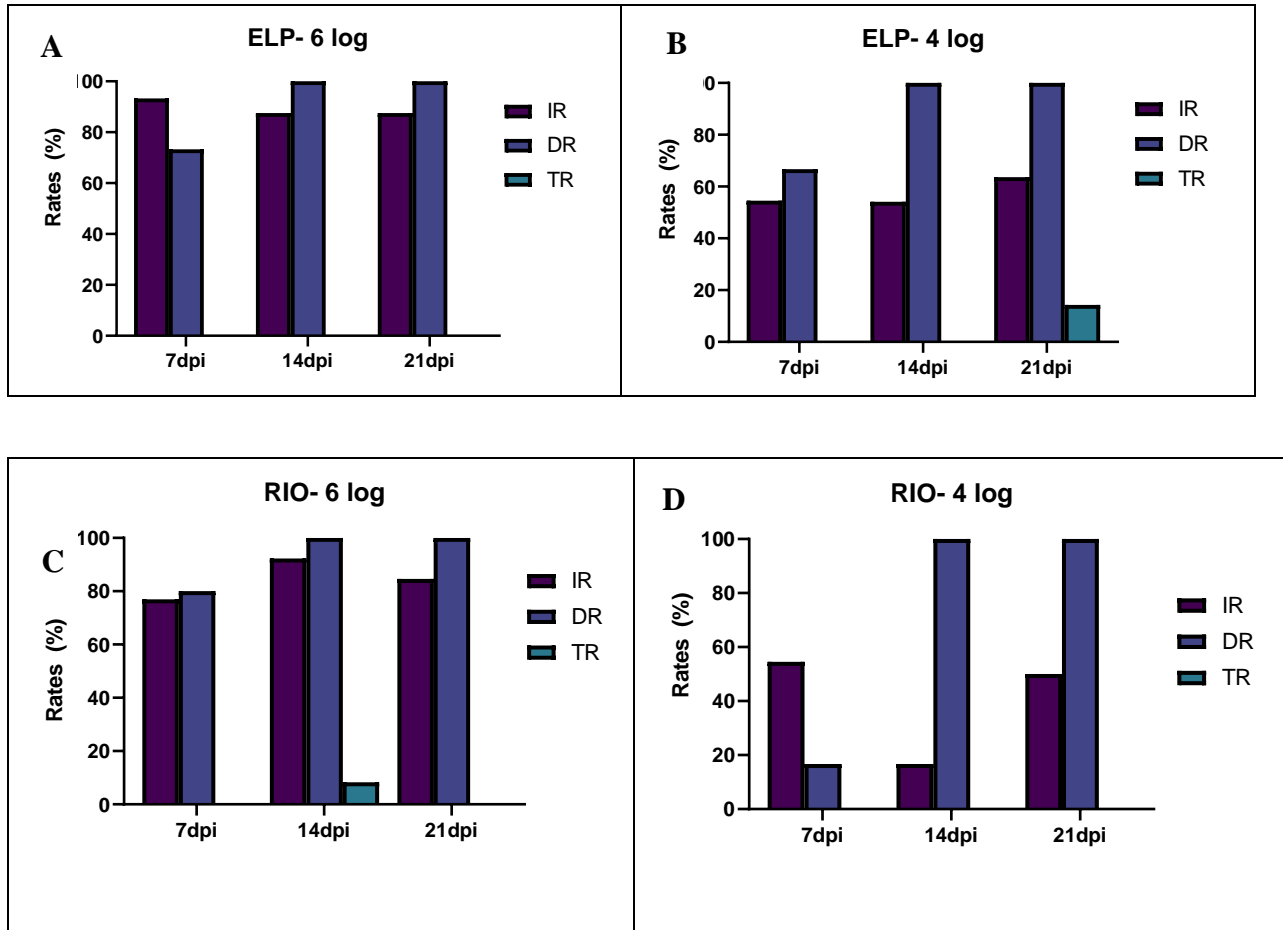 A
ELP- 6 log
Rates (%)
00
80
60
40
20
0
7dpi 14dpi 21dpi
IR
DR
TR
B
ELP- 4 log
Rates (%)
0
80
60
40
20
0
7dpi 14dpi 21dpi
IR
DR
TR
C
RIO- 6 log
Rates (%)
100
80
60
40
20
0
7dpi 14dpi 21dpi
IR
DR
TR
D
RIO- 4 log
Rates (%)
100
80
60
40
20
0
7dpi 14dpi 21dpi
IR
DR
TR